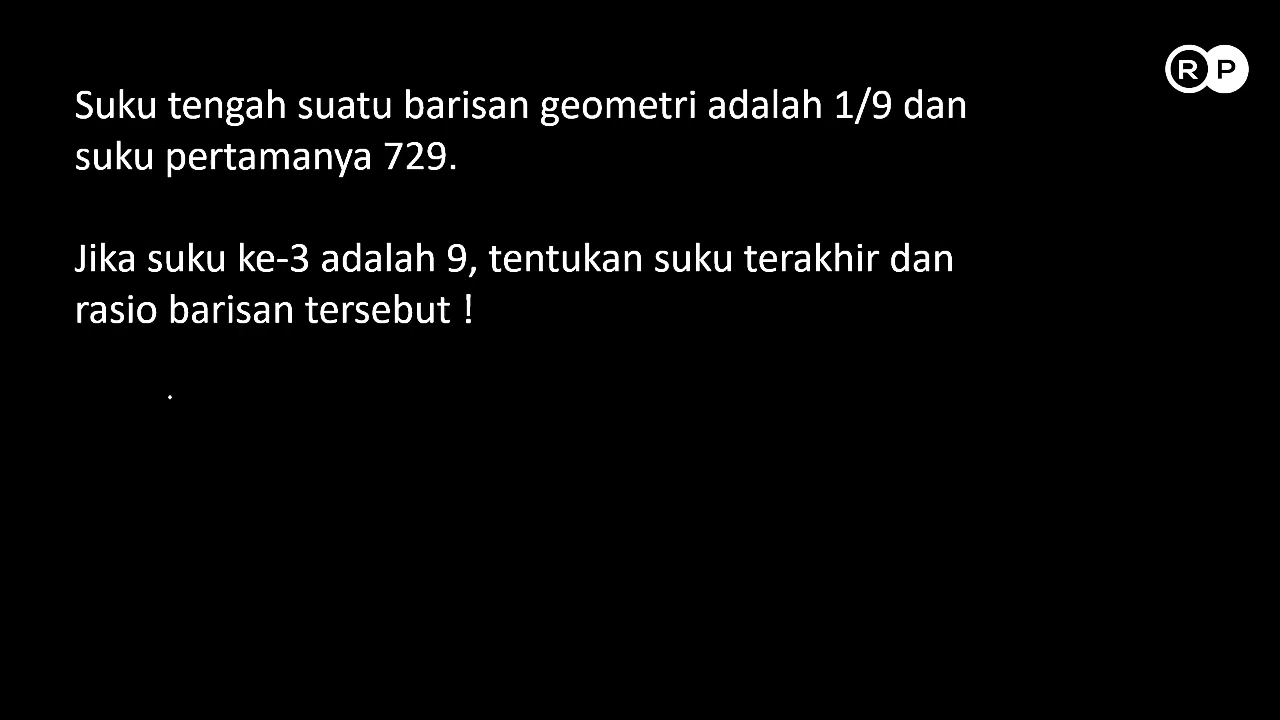 R P
Suku tengah suatu barisan geometri adalah 1/9 dan
suku pertamanya 729.
Jika suku ke-3 adalah 9, tentukan suku terakhir dan
rasio barisan tersebut !
.